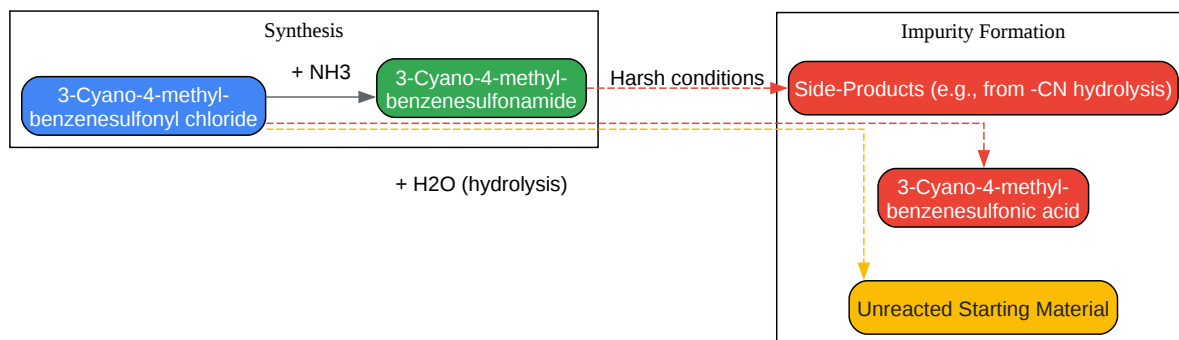 Synthesis
Impurity Formation
+ NH3
3-Cyano-4-methyl-
benzenesulfonyl chloride
3-Cyano-4-methyl-
benzenesulfonamide
Harsh conditions
Side-Products (e.g., from -CN hydrolysis)
+ H2O (hydrolysis)
3-Cyano-4-methyl-
benzenesulfonic acid
Unreacted Starting Material